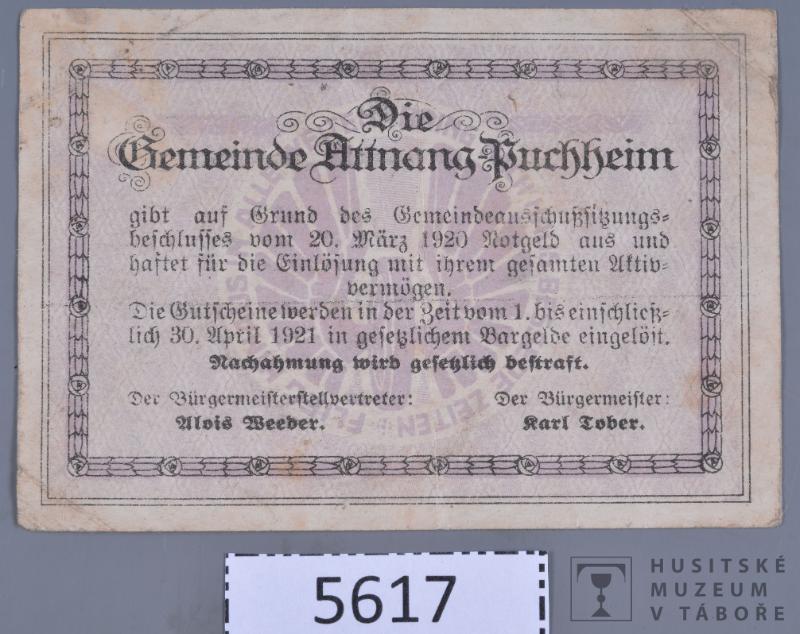 Die
Gemeinde Attnang-Puchheim
gibt auf Grund des Gemeindeausschußsitzungs-
beschlusses vom 20. März 1920 Notgeld aus und
haftet für die Einlösung mit ihrem gesamten Aktiv-
vermögen.
Die Gutscheine werden in der Zeit vom 1. bis einschließ-
lich 30. April 1921 in gesetzlichem Bargelde eingelöst.
Nachahmung wird gesetzlich bestraft.
Der Bürgermeisterstellvertreter: Der Bürgermeister:
Alois Weeber. Karl Tober.
ZEITEN
5617
HUSITSKÉ
MUZEUM
V TÁBOŘE